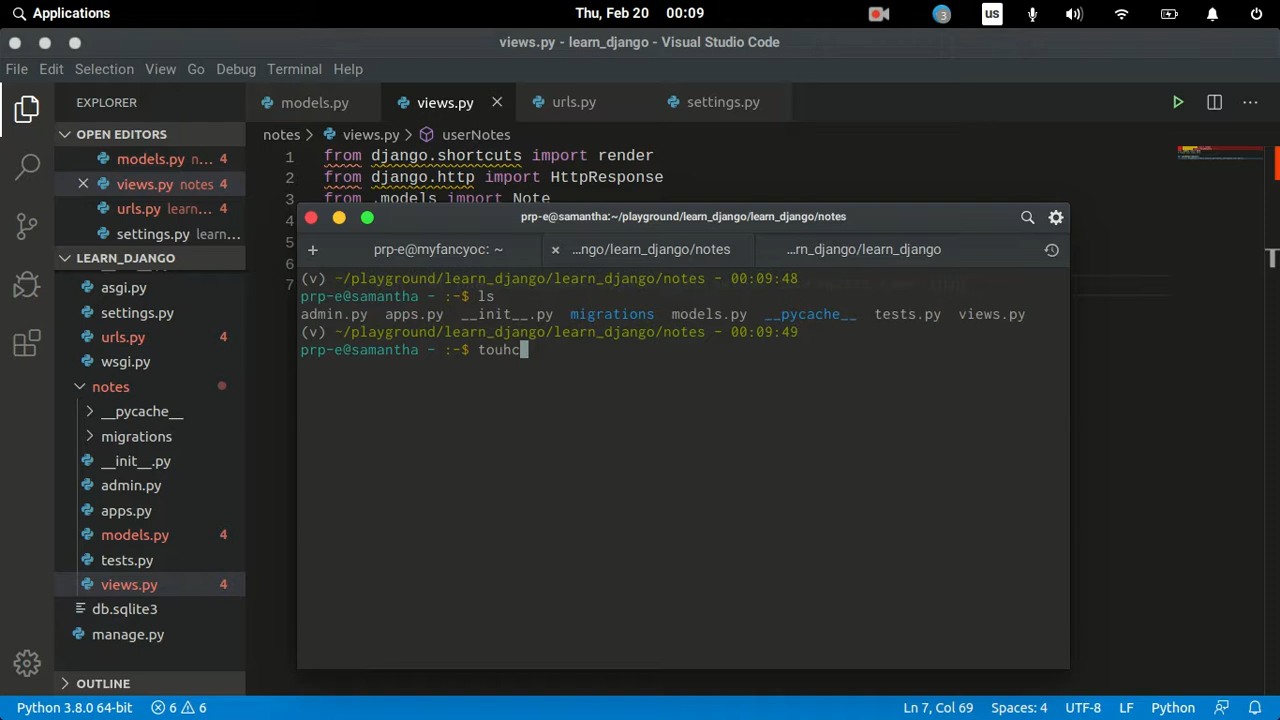 Applications
Thu, Feb 20 00:09
3
us
views.py - learn_django - Visual Studio Code
File Edit Selection View Go Debug Terminal Help
EXPLORER
models.py
views.py
urls.py
settings.py
OPEN EDITORS
models.py n... 4
views.py notes 4
urls.py learn... 4
settings.py learn...
LEARN_DJANGO
asgi.py
settings.py
urls.py
wsgi.py
notes
__pycache__
migrations
__init__.py
admin.py
apps.py
models.py 4
tests.py
views.py 4
db.sqlite3
manage.py
OUTLINE
notes > views.py > userNotes
1 from django.shortcuts import render
2 from django.http import HttpResponse
3 from .models import Note
4
5
6
7
prp-e@samantha:~/playground/learn_django/learn_django/notes
prp-e@myfancyoc: ~
...ngo/learn_django/notes
...rn_django/learn_django
(v) ~/playground/learn_django/learn_django/notes - 00:09:48
prp-e@samantha - :~$ ls
admin.py apps.py __init__.py migrations models.py __pycache__ tests.py views.py
(v) ~/playground/learn_django/learn_django/notes - 00:09:49
prp-e@samantha - :~$ touhc
Python 3.8.0 64-bit 6 6
Ln 7, Col 69 Spaces: 4 UTF-8 LF Python